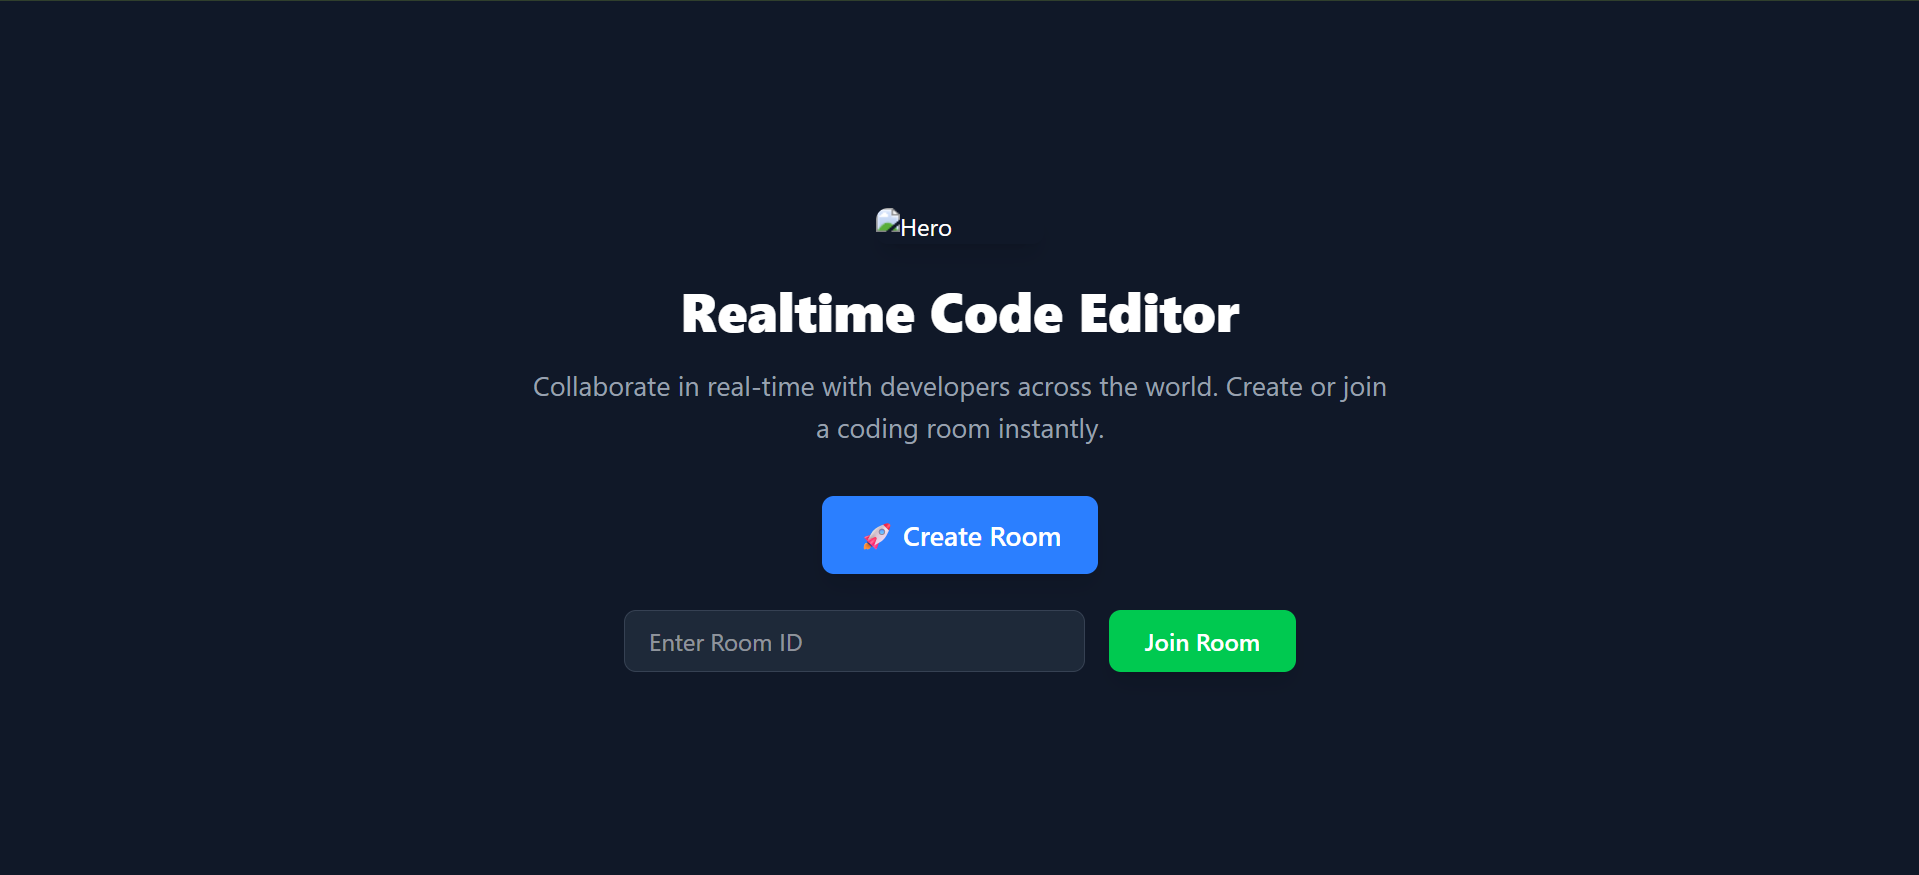 Hero
Realtime Code Editor
Collaborate in real-time with developers across the world. Create or join
a coding room instantly.
🚀 Create Room
Enter Room ID
Join Room